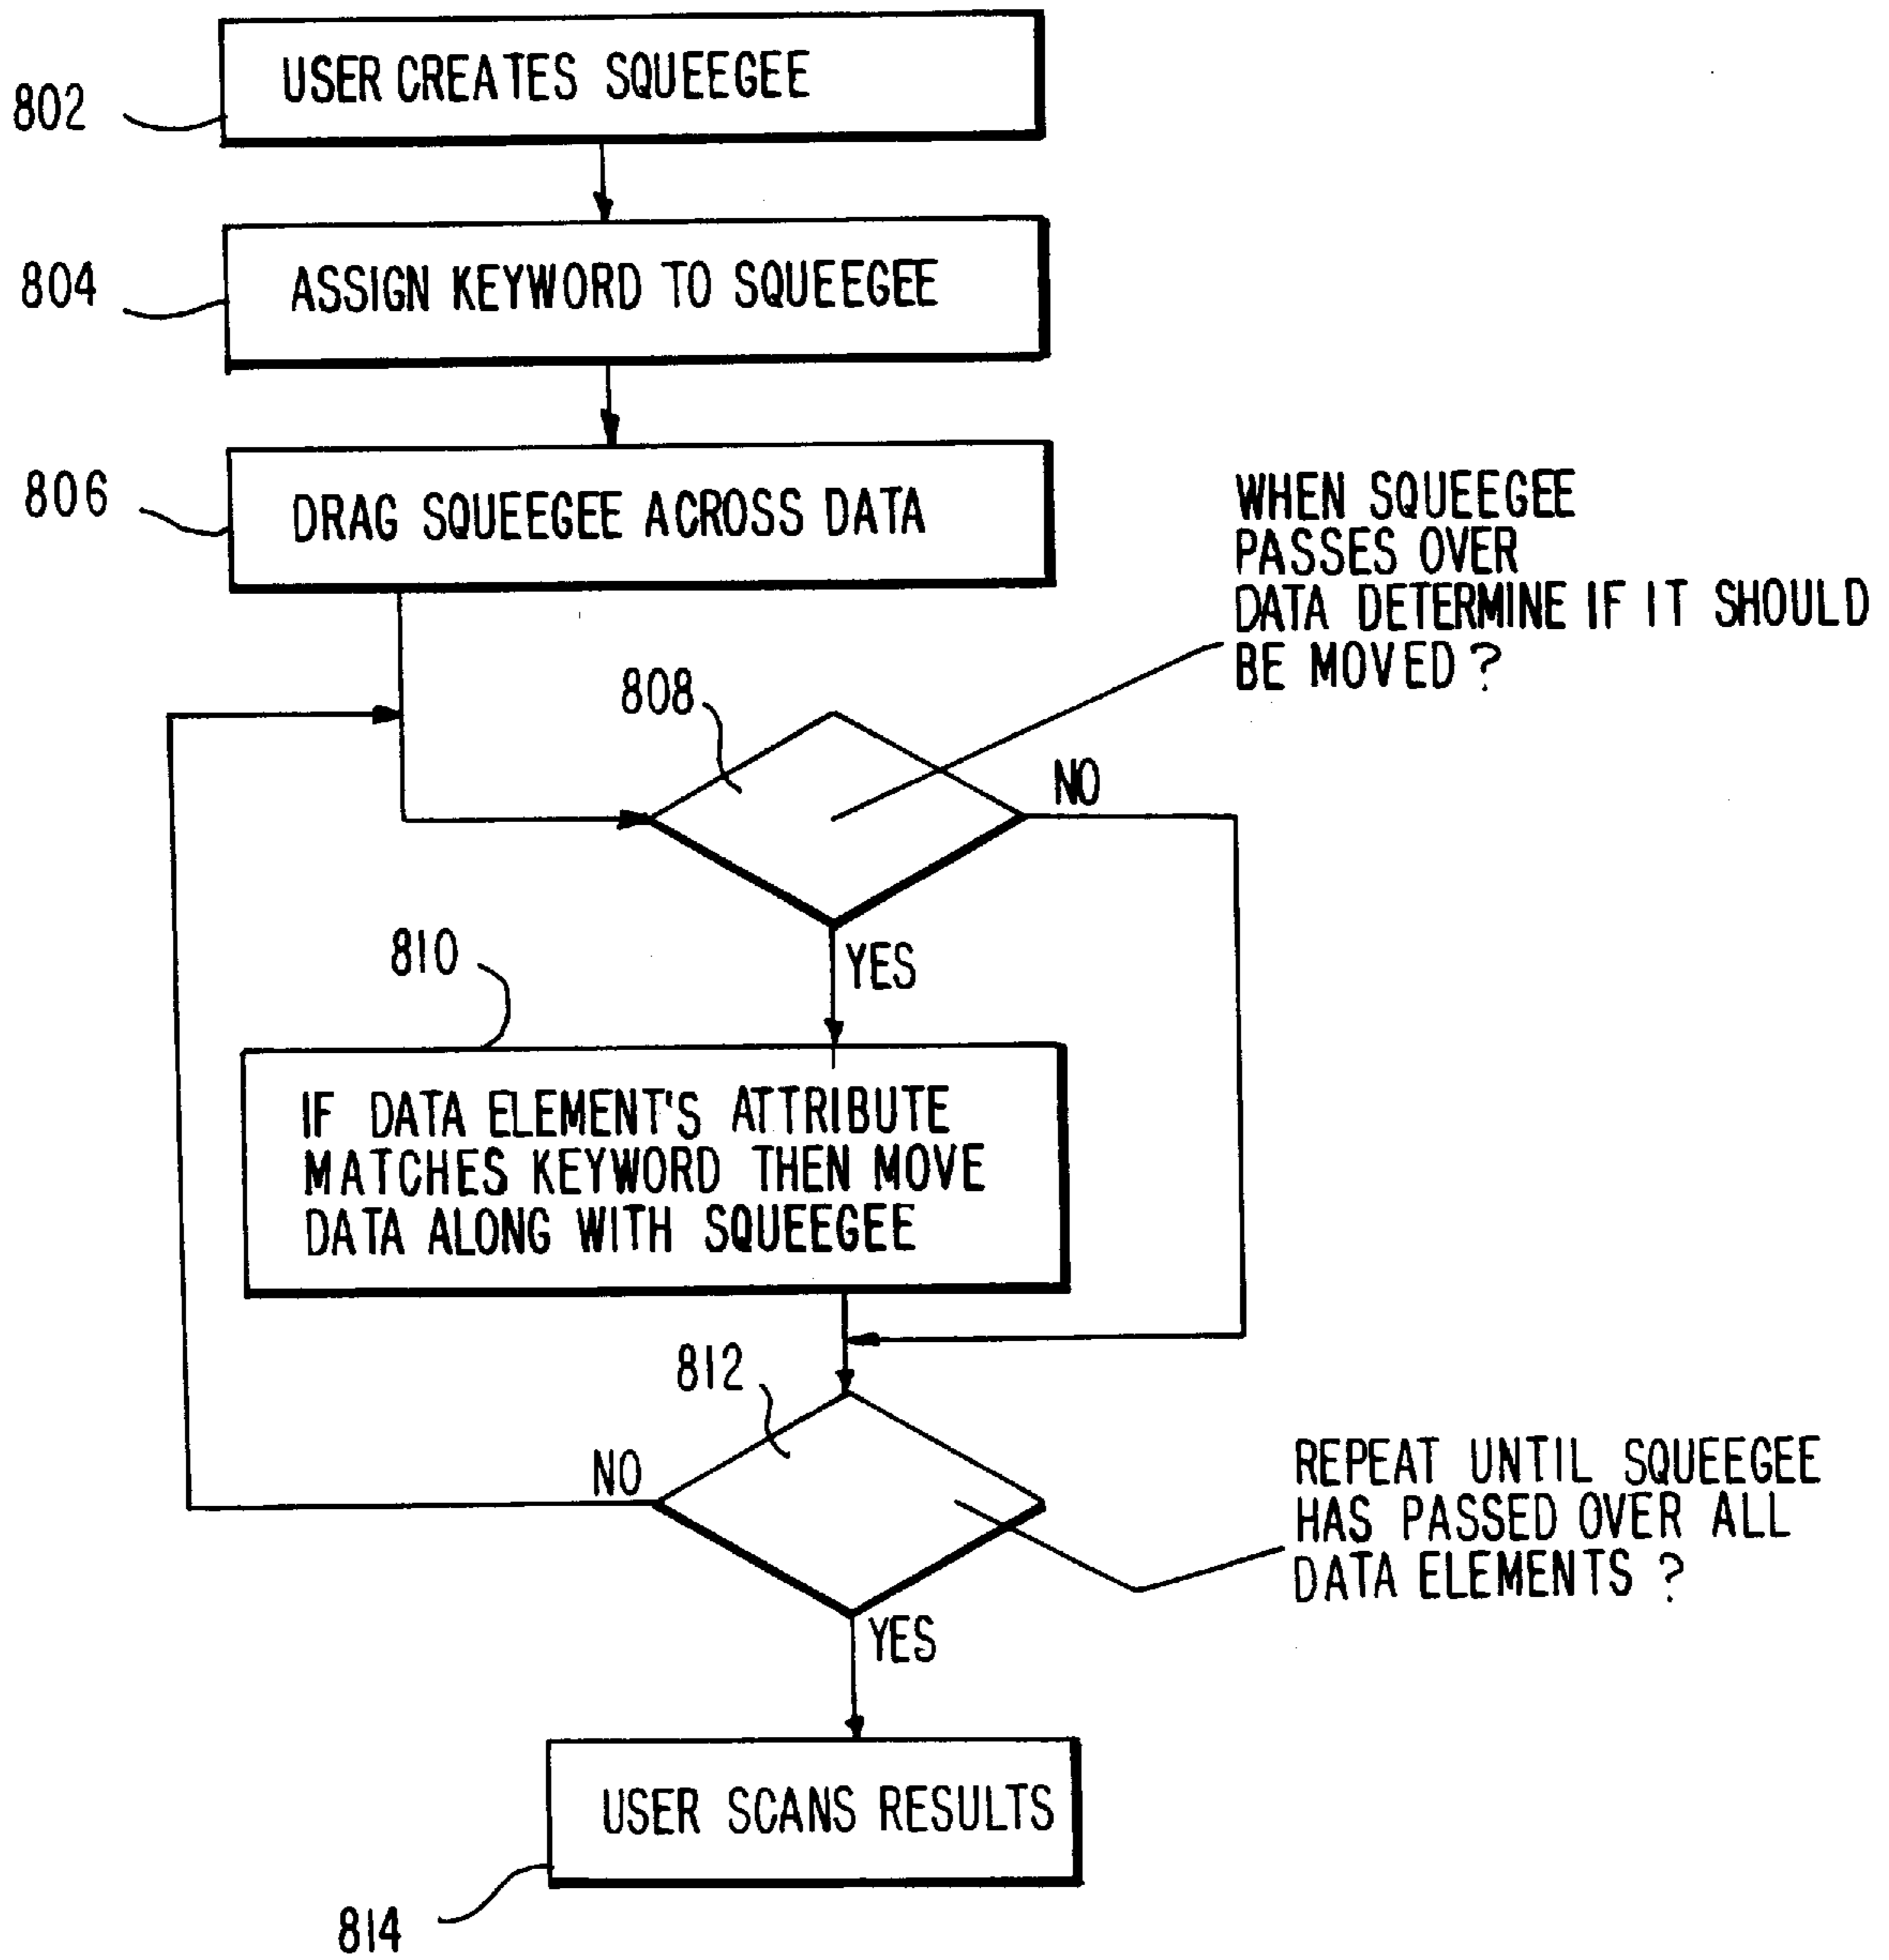 USER CREATES SQUEEGEE
802
ASSIGN KEYWORD TO SQUEEGEE
804
DRAG SQUEEGEE ACROSS DATA
806
WHEN SQUEEGEE
PASSES OVER
DATA DETERMINE IF IT SHOULD
BE MOVED ?
808
NO
YES
810
IF DATA ELEMENT'S ATTRIBUTE
MATCHES KEYWORD THEN MOVE
DATA ALONG WITH SQUEEGEE
812
NO
REPEAT UNTIL SQUEEGEE
HAS PASSED OVER ALL
DATA ELEMENTS ?
YES
USER SCANS RESULTS
814